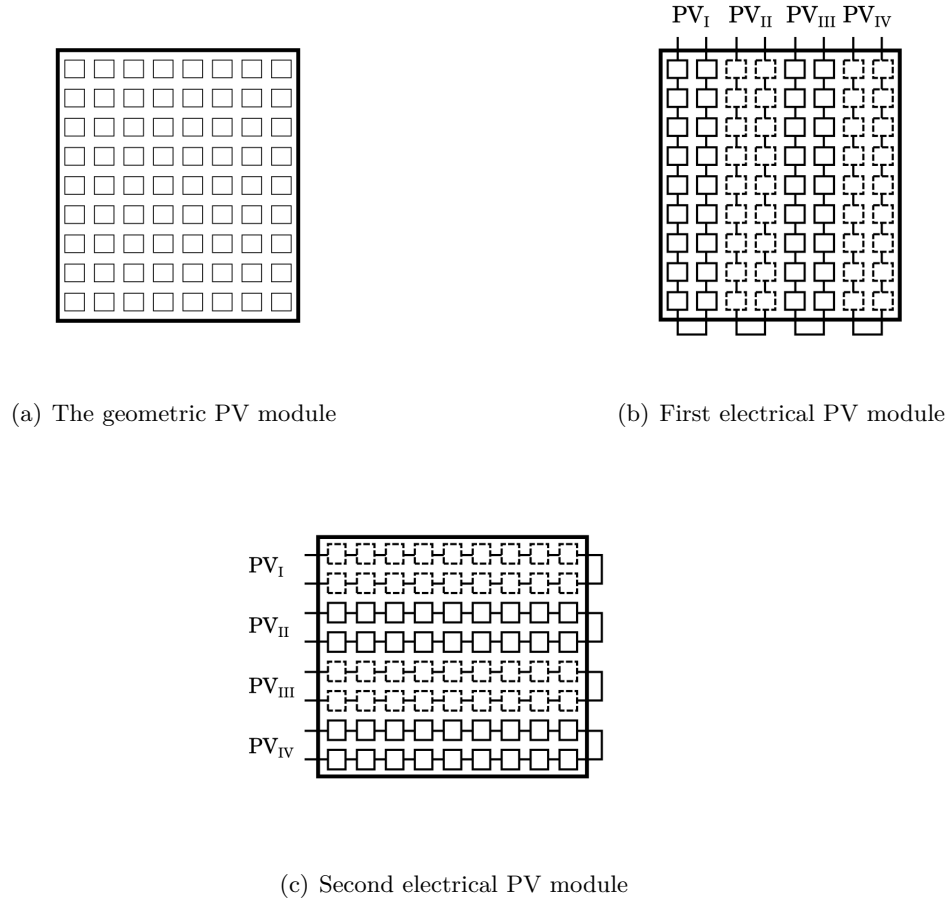 PV_I PV_II PV_III PV_IV
(a) The geometric PV module
(b) First electrical PV module
PV_I
PV_II
PV_III
PV_IV
(c) Second electrical PV module